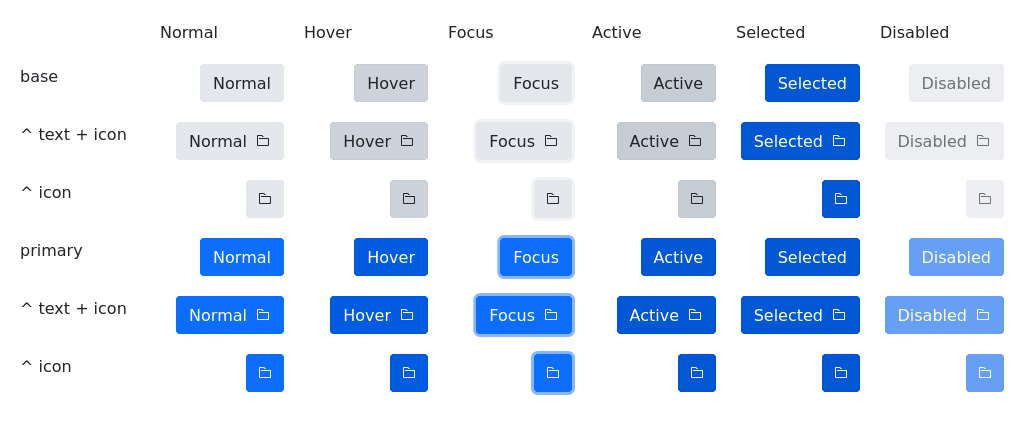 Normal Hover Focus Active Selected Disabled
base Normal Hover Focus Active Selected Disabled
^ text + icon Normal Hover Focus Active Selected Disabled
^ icon
primary Normal Hover Focus Active Selected Disabled
^ text + icon Normal Hover Focus Active Selected Disabled
^ icon